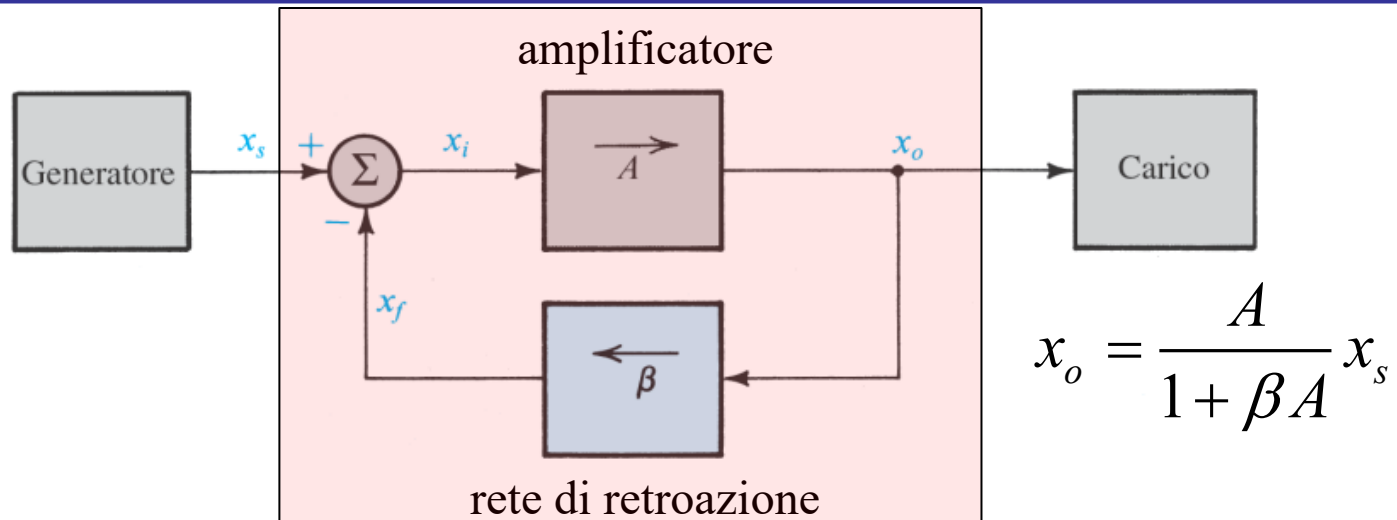 amplificatore
Generatore
x_s
+
−
Σ
x_i
A
x_o
Carico
x_f
β
x_o = A / (1 + βA) x_s
rete di retroazione